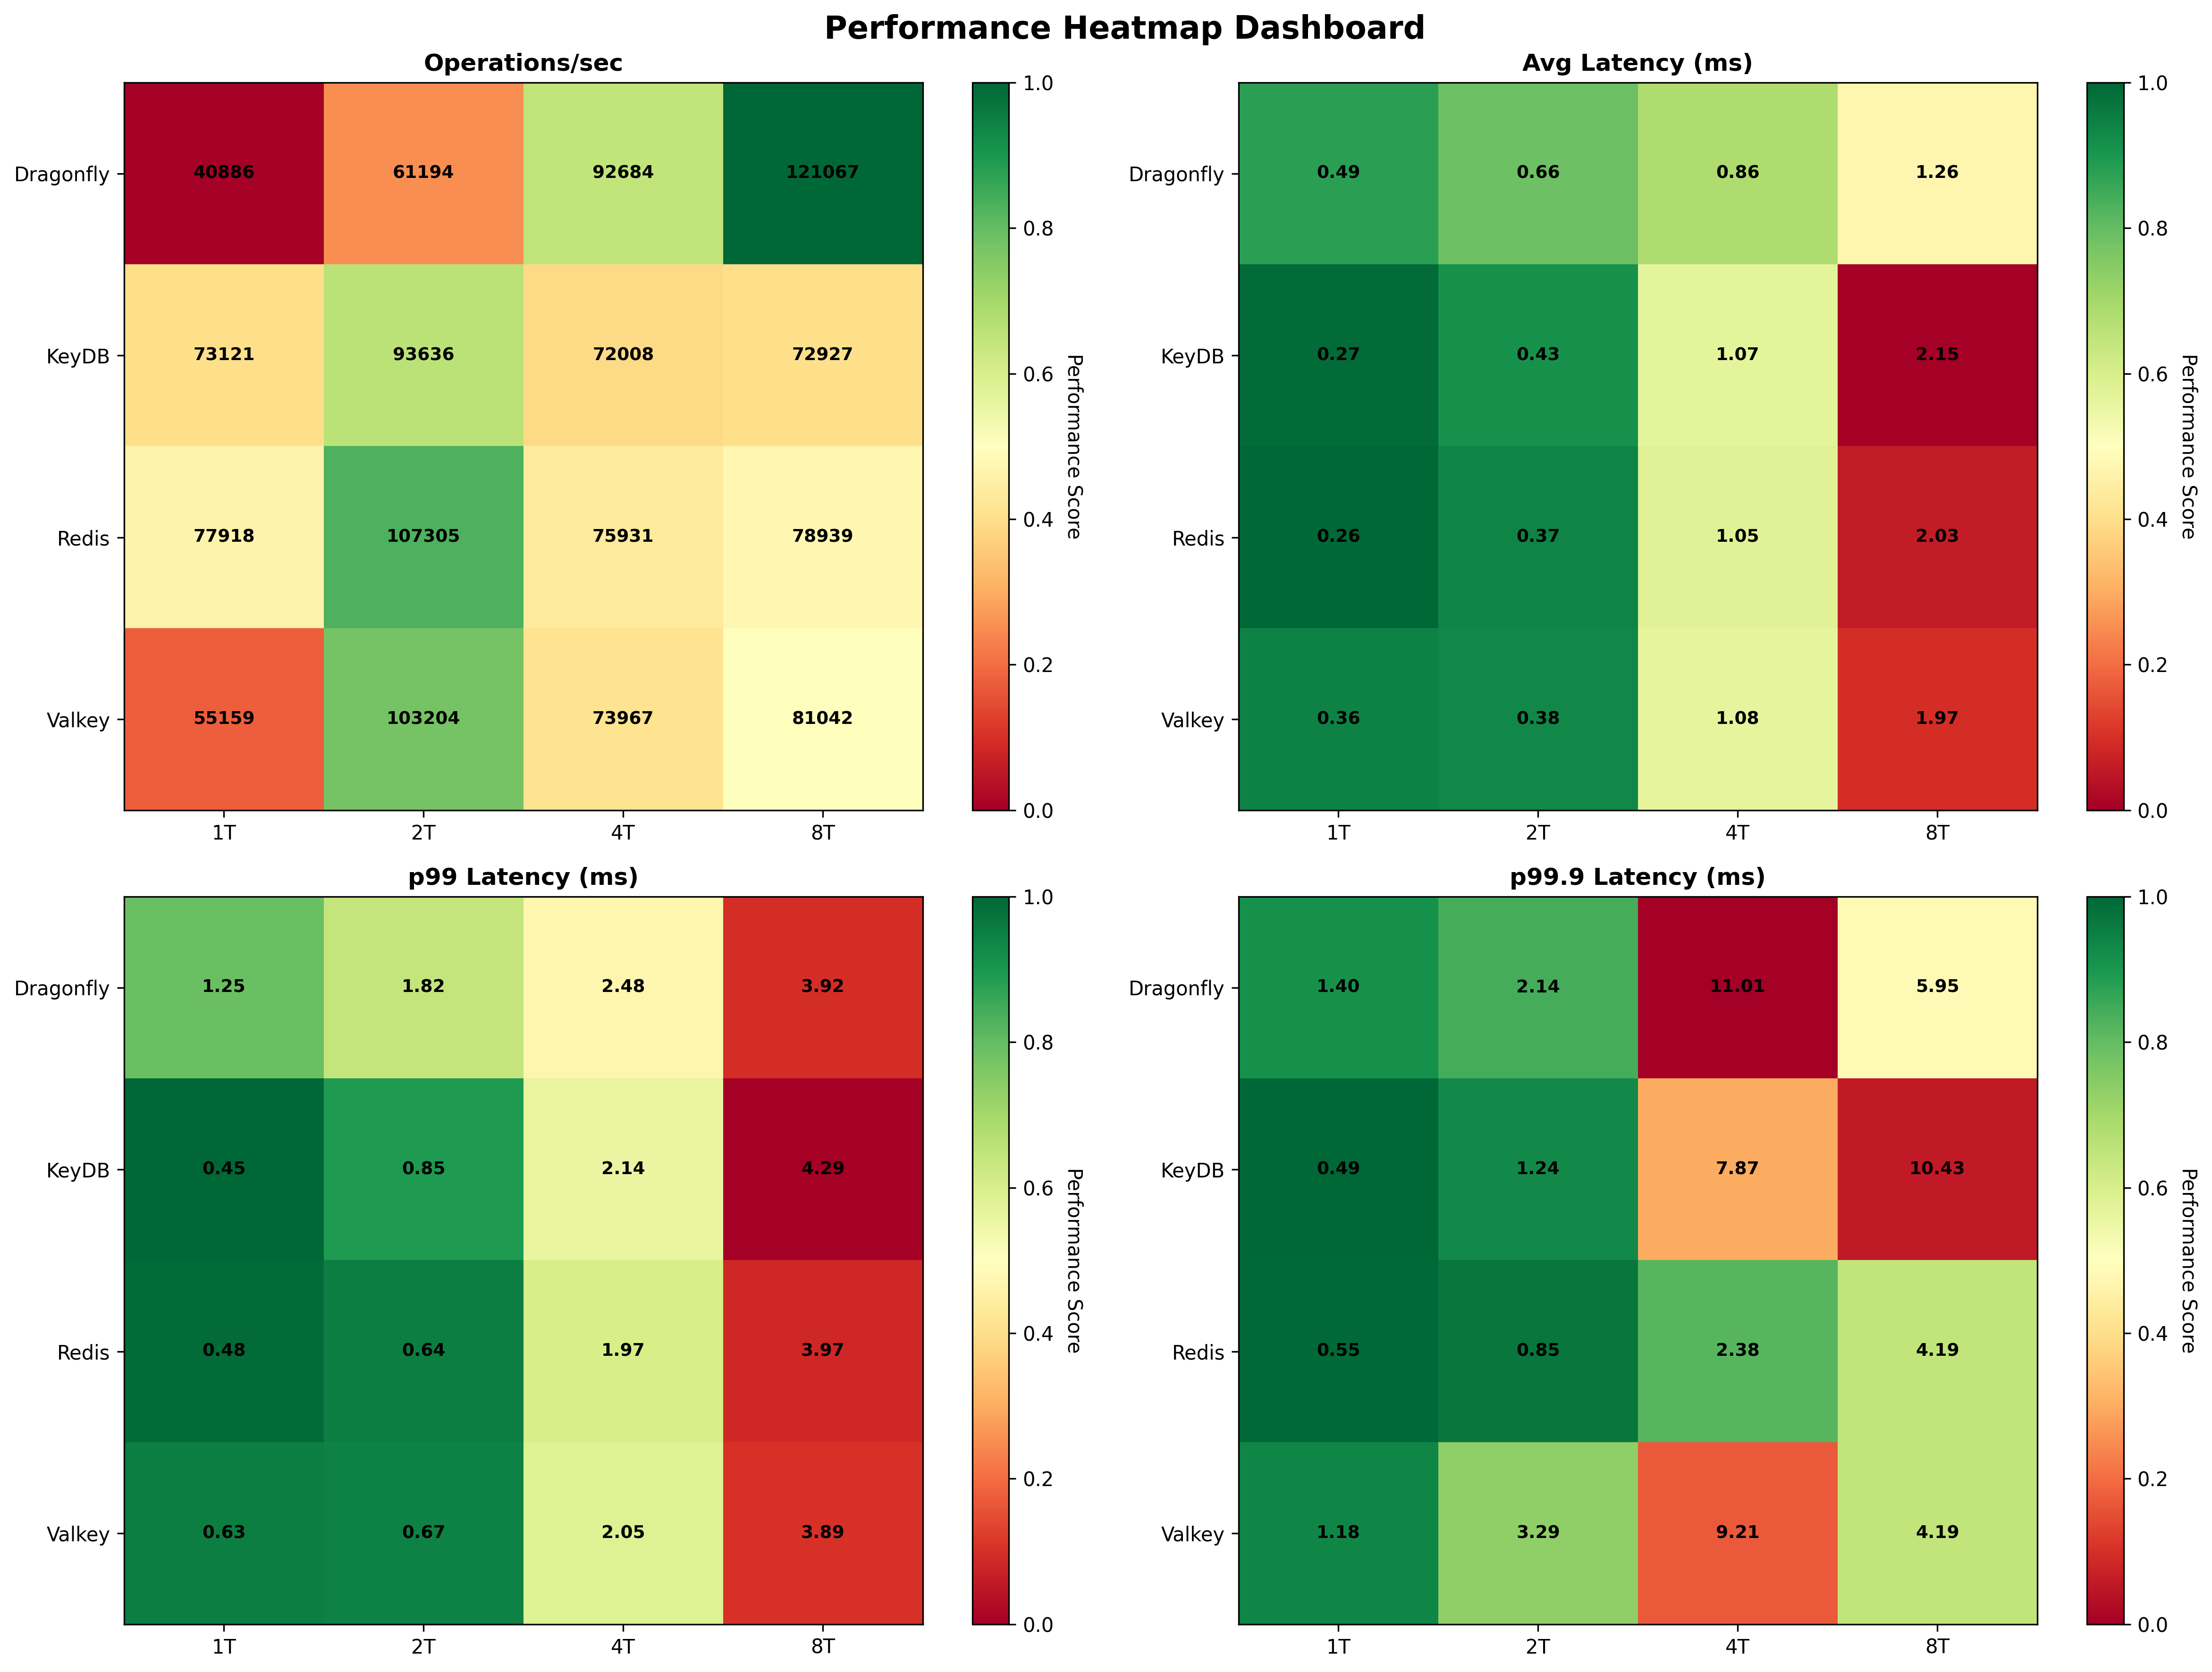 Performance Heatmap Dashboard
Operations/sec
Dragonfly 40886 61194 92684 121067
KeyDB 73121 93636 72008 72927
Redis 77918 107305 75931 78939
Valkey 55159 103204 73967 81042
1T 2T 4T 8T
1.0
0.8
0.6
0.4
0.2
0.0
Performance Score
Avg Latency (ms)
Dragonfly 0.49 0.66 0.86 1.26
KeyDB 0.27 0.43 1.07 2.15
Redis 0.26 0.37 1.05 2.03
Valkey 0.36 0.38 1.08 1.97
1T 2T 4T 8T
1.0
0.8
0.6
0.4
0.2
0.0
Performance Score
p99 Latency (ms)
Dragonfly 1.25 1.82 2.48 3.92
KeyDB 0.45 0.85 2.14 4.29
Redis 0.48 0.64 1.97 3.97
Valkey 0.63 0.67 2.05 3.89
1T 2T 4T 8T
1.0
0.8
0.6
0.4
0.2
0.0
Performance Score
p99.9 Latency (ms)
Dragonfly 1.40 2.14 11.01 5.95
KeyDB 0.49 1.24 7.87 10.43
Redis 0.55 0.85 2.38 4.19
Valkey 1.18 3.29 9.21 4.19
1T 2T 4T 8T
1.0
0.8
0.6
0.4
0.2
0.0
Performance Score